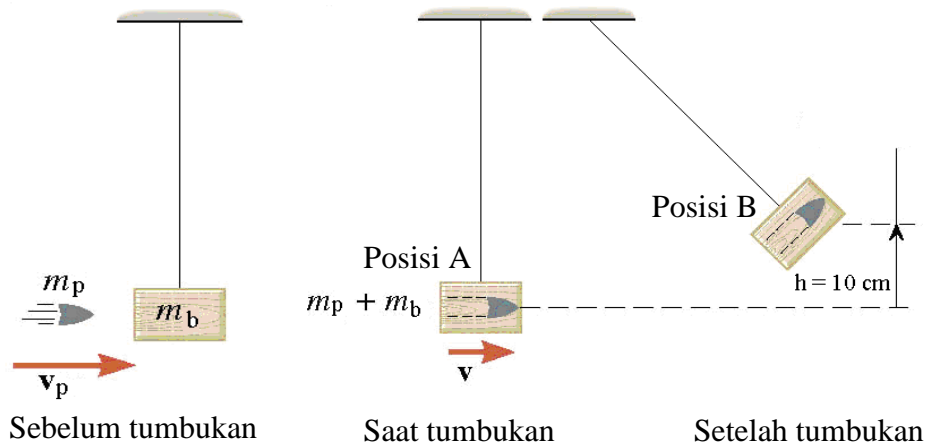 Posisi B
Posisi A
h = 10 cm
m_p
m_b
m_p + m_b
v_p
v
Sebelum tumbukan
Saat tumbukan
Setelah tumbukan